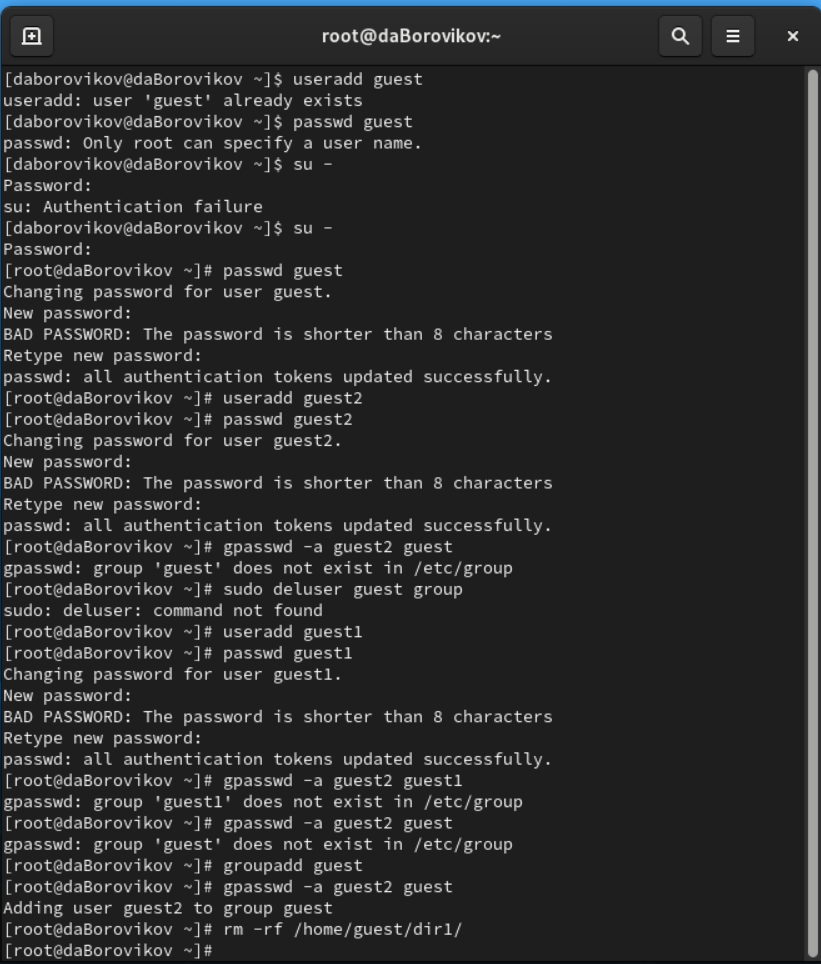 root@daBorovikov:~
[daborovikov@daBorovikov ~]$ useradd guest
useradd: user 'guest' already exists
[daborovikov@daBorovikov ~]$ passwd guest
passwd: Only root can specify a user name.
[daborovikov@daBorovikov ~]$ su -
Password:
su: Authentication failure
[daborovikov@daBorovikov ~]$ su -
Password:
[root@daBorovikov ~]# passwd guest
Changing password for user guest.
New password:
BAD PASSWORD: The password is shorter than 8 characters
Retype new password:
passwd: all authentication tokens updated successfully.
[root@daBorovikov ~]# useradd guest2
[root@daBorovikov ~]# passwd guest2
Changing password for user guest2.
New password:
BAD PASSWORD: The password is shorter than 8 characters
Retype new password:
passwd: all authentication tokens updated successfully.
[root@daBorovikov ~]# gpasswd -a guest2 guest
gpasswd: group 'guest' does not exist in /etc/group
[root@daBorovikov ~]# sudo deluser guest group
sudo: deluser: command not found
[root@daBorovikov ~]# useradd guest1
[root@daBorovikov ~]# passwd guest1
Changing password for user guest1.
New password:
BAD PASSWORD: The password is shorter than 8 characters
Retype new password:
passwd: all authentication tokens updated successfully.
[root@daBorovikov ~]# gpasswd -a guest2 guest1
gpasswd: group 'guest1' does not exist in /etc/group
[root@daBorovikov ~]# gpasswd -a guest2 guest
gpasswd: group 'guest' does not exist in /etc/group
[root@daBorovikov ~]# groupadd guest
[root@daBorovikov ~]# gpasswd -a guest2 guest
Adding user guest2 to group guest
[root@daBorovikov ~]# rm -rf /home/guest/dir1/
[root@daBorovikov ~]#